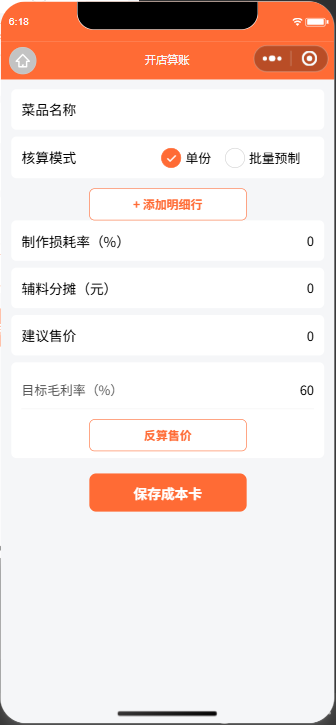 6:18
开店算账
菜品名称
核算模式 单份 批量预制
+ 添加明细行
制作损耗率（%） 0
辅料分摊（元） 0
建议售价 0
目标毛利率（%） 60
反算售价
保存成本卡